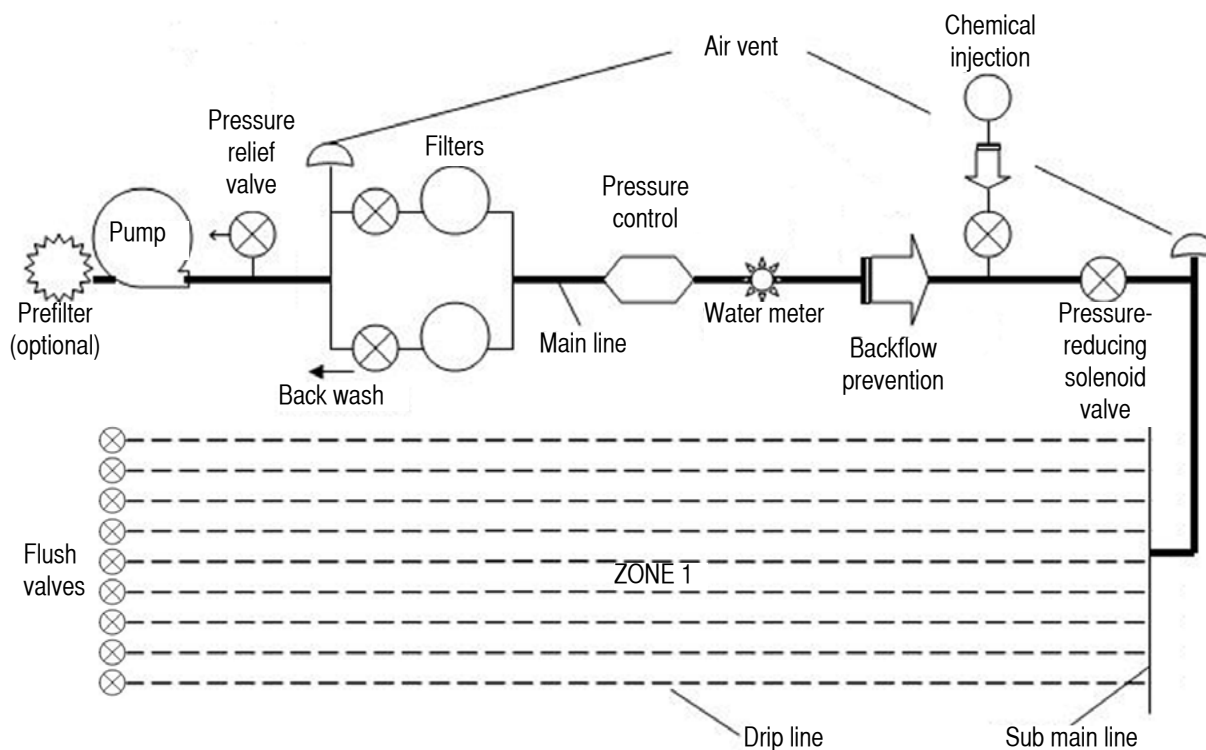 Air vent
Chemical
injection
Pressure
relief
valve
Filters
Pressure
control
Pump
Prefilter
(optional)
Main line
Water meter
Backflow
prevention
Pressure-
reducing
solenoid
valve
Back wash
Flush
valves
ZONE 1
Drip line
Sub main line